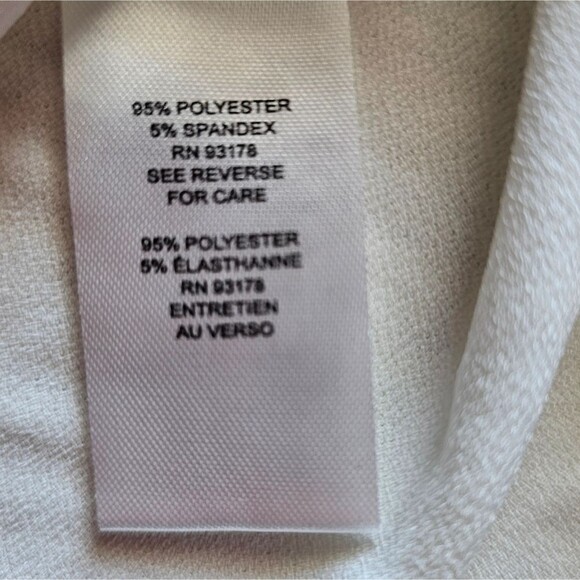 95% POLYESTER
5% SPANDEX
RN 93178
SEE REVERSE
FOR CARE
95% POLYESTER
5% ÉLASTHANNE
RN 93178
ENTRETIEN
AU VERSO